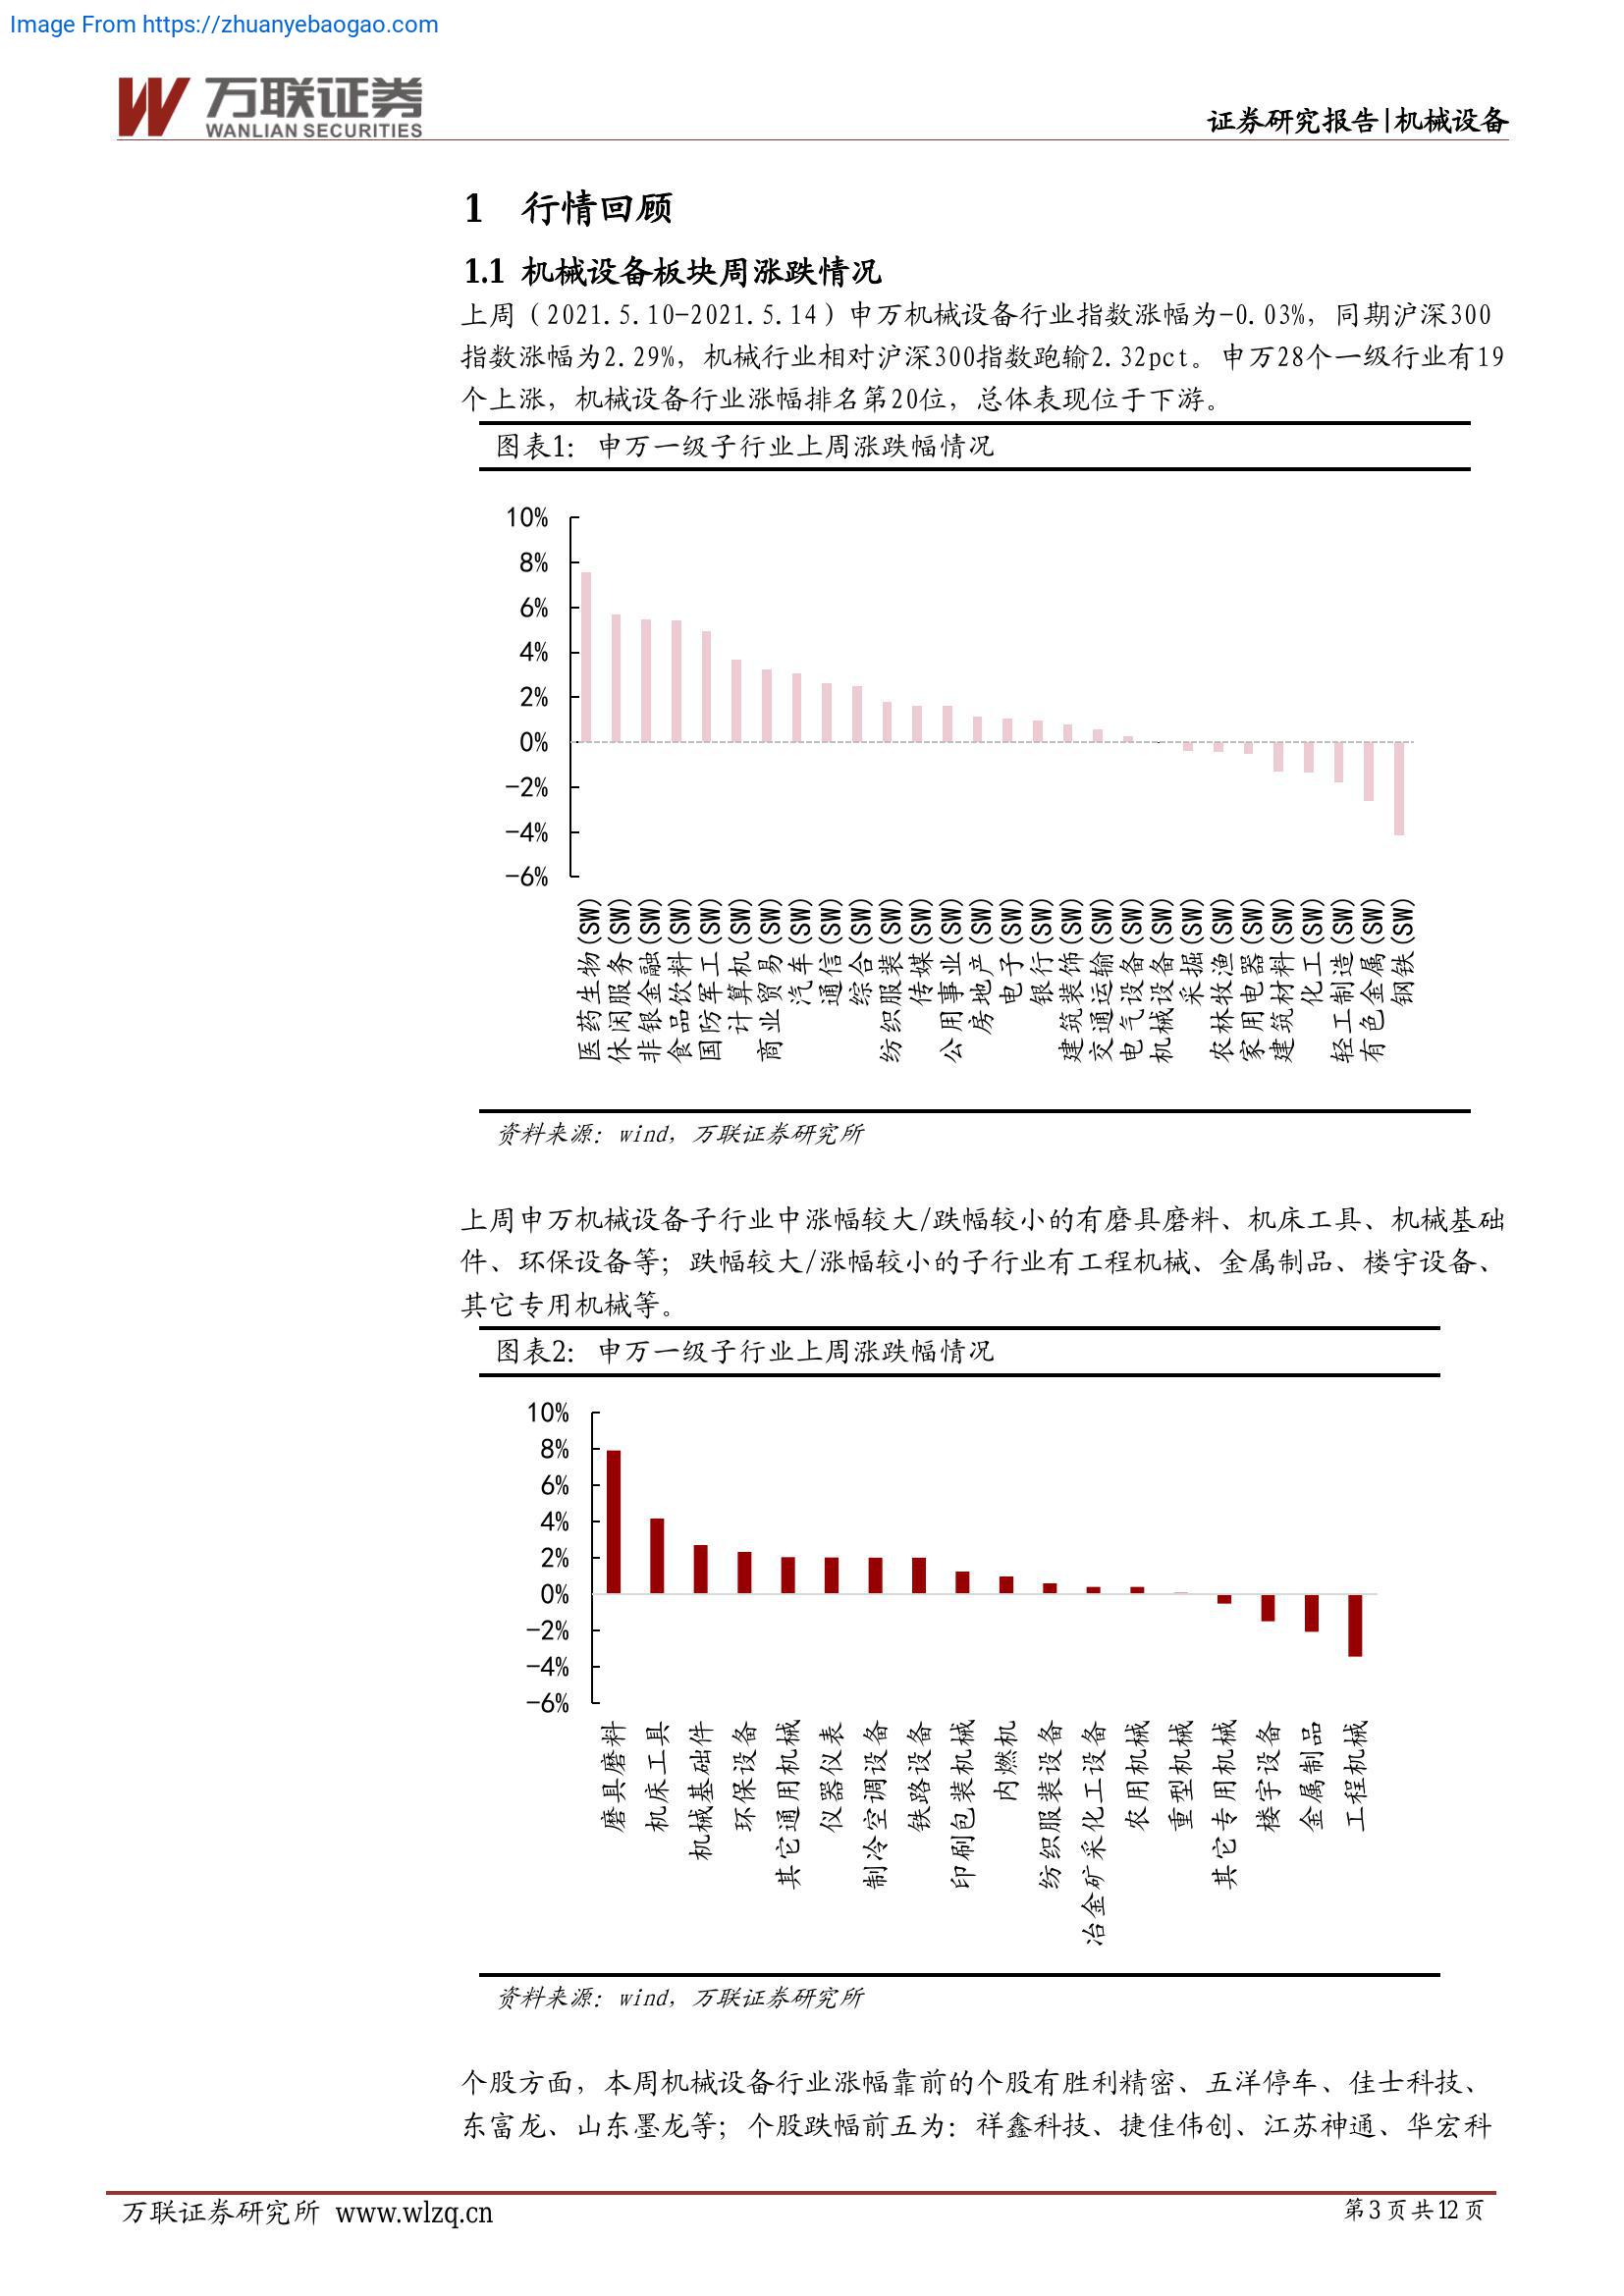 Image From https://zhuanyebaogao.com
万联证券
WANLIAN SECURITIES
证券研究报告|机械设备
1 行情回顾
1.1 机械设备板块周涨跌情况
上周（2021.5.10-2021.5.14）申万机械设备行业指数涨幅为-0.03%，同期沪深300
指数涨幅为2.29%，机械行业相对沪深300指数跑输2.32pct。申万28个一级行业有19
个上涨，机械设备行业涨幅排名第20位，总体表现位于下游。
图表1：申万一级子行业上周涨跌幅情况
10%
8%
6%
4%
2%
0%
-2%
-4%
-6%
医药生物(SW)
休闲服务(SW)
非银金融(SW)
食品饮料(SW)
国防军工(SW)
计算机(SW)
商业贸易(SW)
汽车(SW)
通信(SW)
综合(SW)
纺织服装(SW)
传媒(SW)
公用事业(SW)
房地产(SW)
电子(SW)
银行(SW)
建筑装饰(SW)
交通运输(SW)
电气设备(SW)
机械设备(SW)
采掘(SW)
农林牧渔(SW)
家用电器(SW)
建筑材料(SW)
化工(SW)
轻工制造(SW)
有色金属(SW)
钢铁(SW)
资料来源：wind，万联证券研究所
上周申万机械设备子行业中涨幅较大/跌幅较小的有磨具磨料、机床工具、机械基础
件、环保设备等；跌幅较大/涨幅较小的子行业有工程机械、金属制品、楼宇设备、
其它专用机械等。
图表2：申万一级子行业上周涨跌幅情况
10%
8%
6%
4%
2%
0%
-2%
-4%
-6%
磨具磨料
机床工具
机械基础件
环保设备
其它通用机械
仪器仪表
制冷空调设备
铁路设备
印刷包装机械
内燃机
纺织服装设备
冶金矿采化工设备
农用机械
重型机械
其它专用机械
楼宇设备
金属制品
工程机械
资料来源：wind，万联证券研究所
个股方面，本周机械设备行业涨幅靠前的个股有胜利精密、五洋停车、佳士科技、
东富龙、山东墨龙等；个股跌幅前五为：祥鑫科技、捷佳伟创、江苏神通、华宏科
万联证券研究所 www.wlzq.cn
第3页共12页